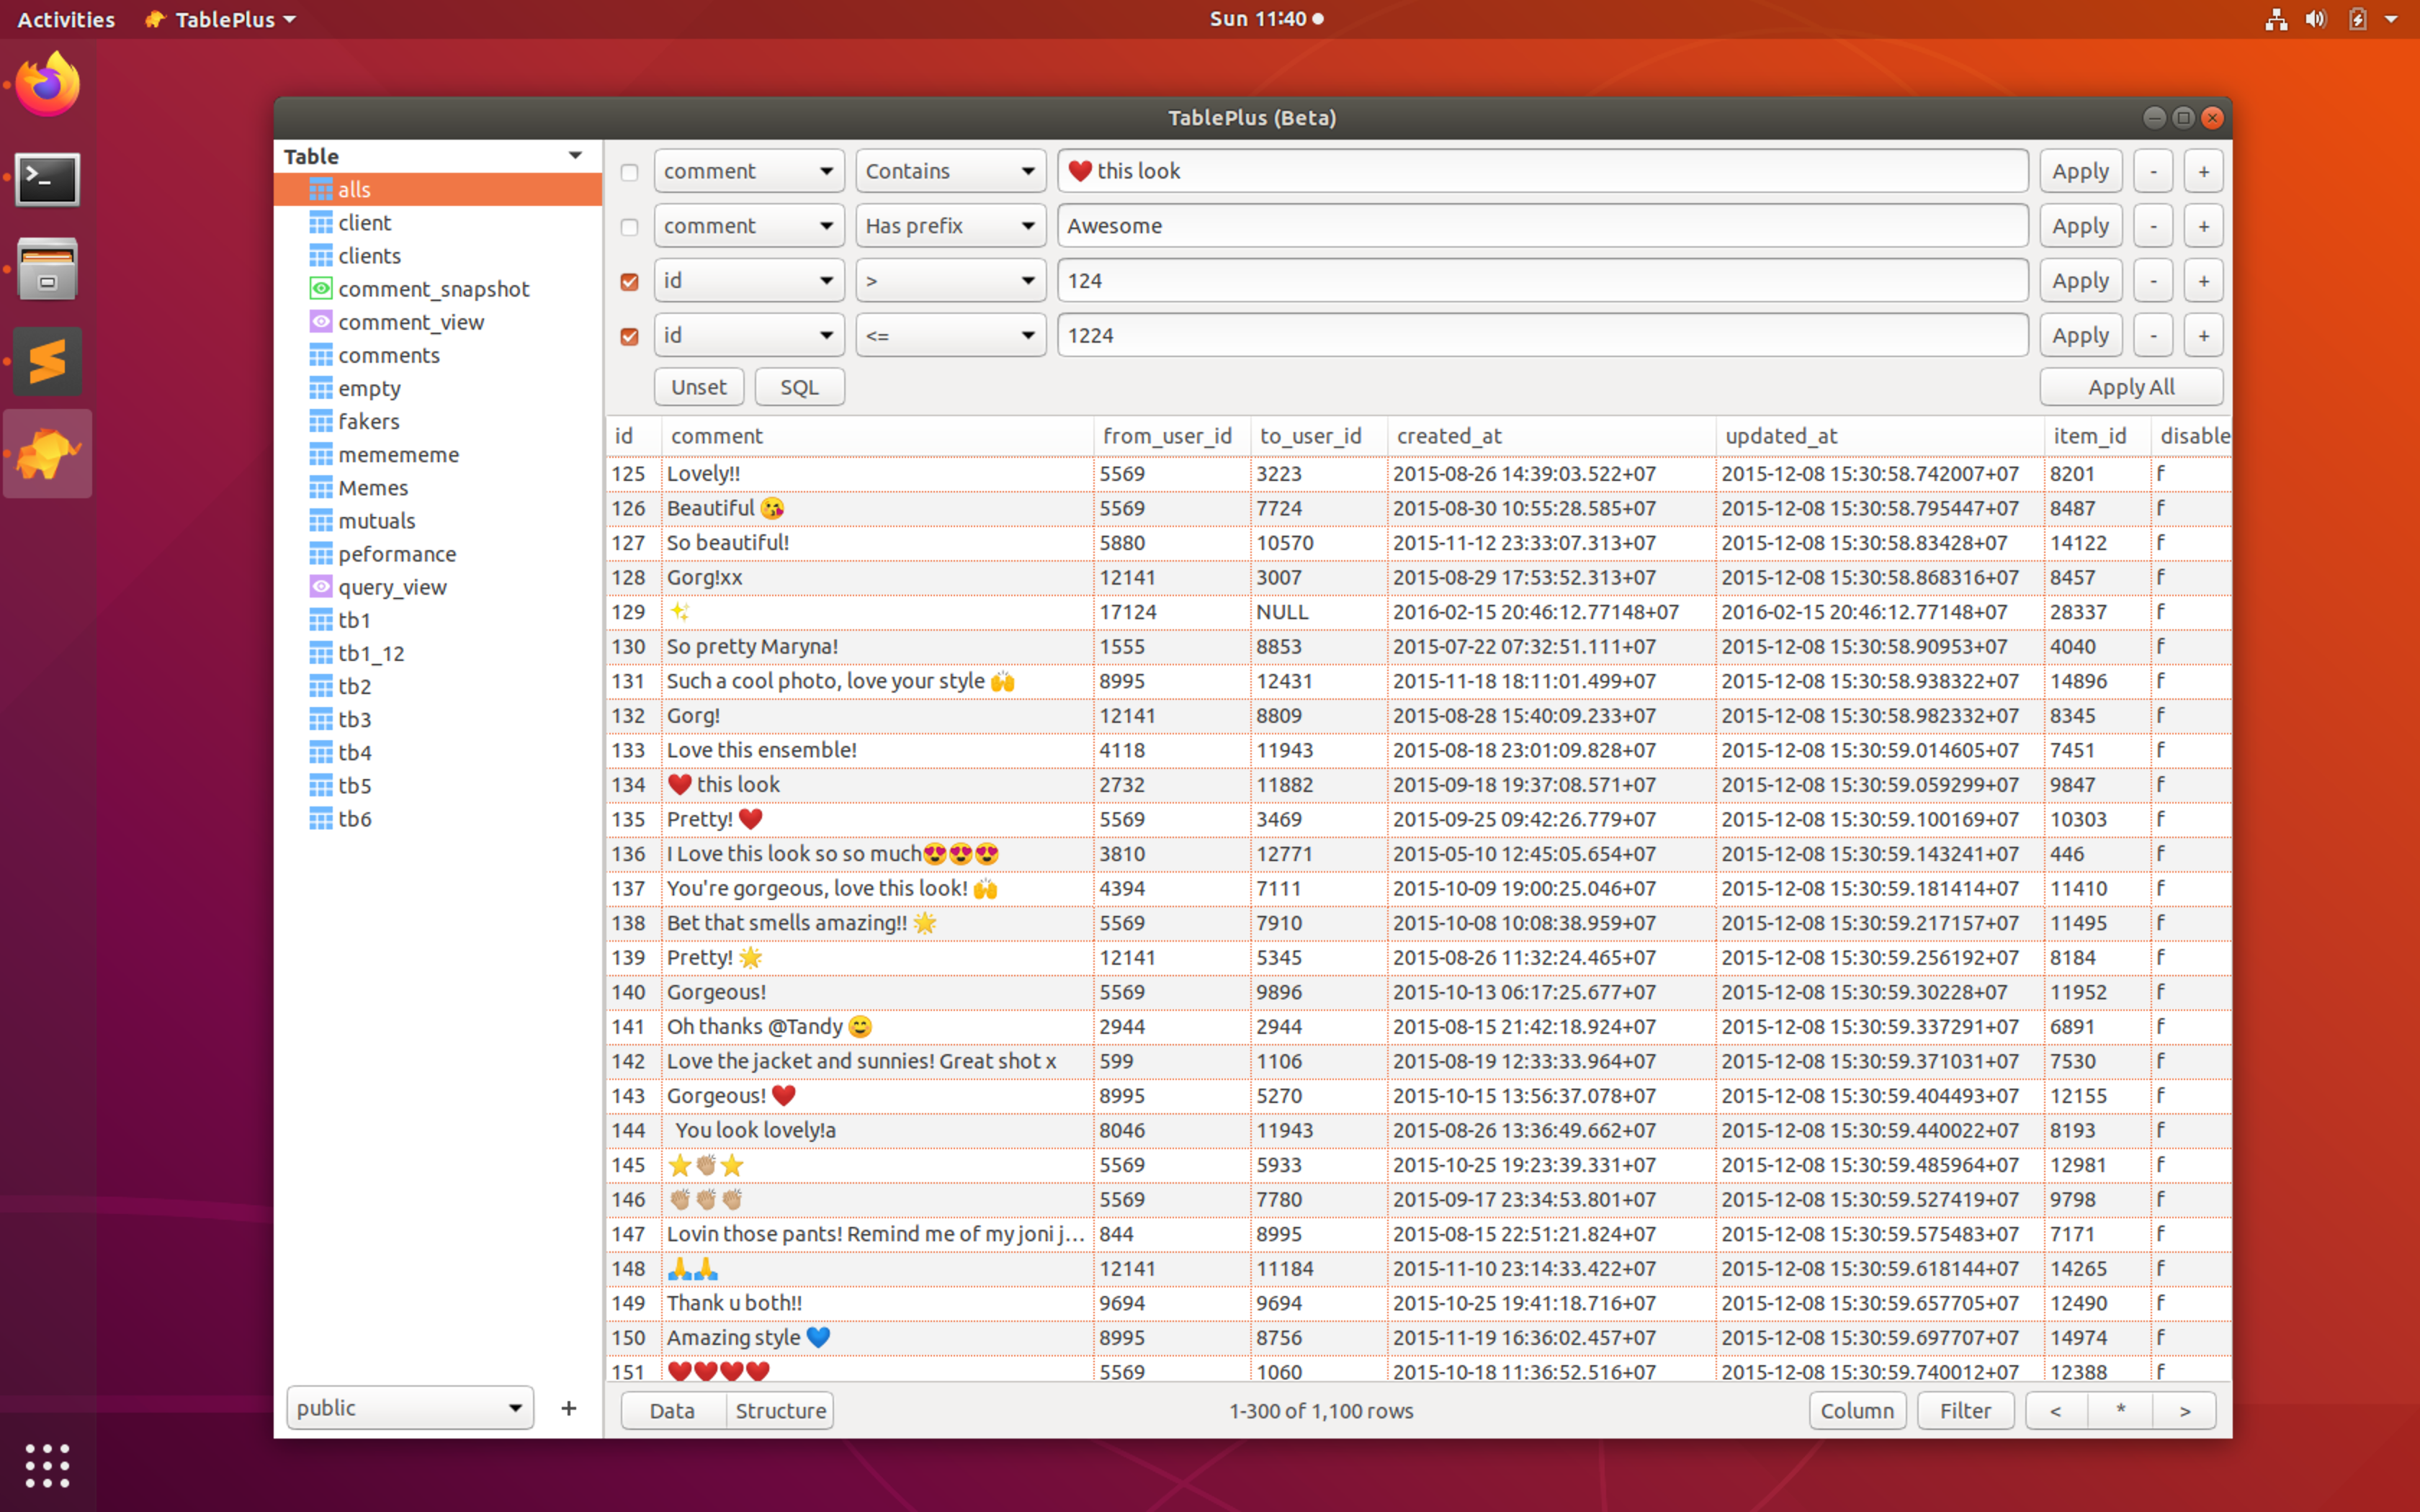 Activities TablePlus Sun 11:40
TablePlus (Beta)
Table
alls
client
clients
comment_snapshot
comment_view
comments
empty
fakers
memememe
Memes
mutuals
peformance
query_view
tb1
tb1_12
tb2
tb3
tb4
tb5
tb6
public +
comment Contains ❤️ this look Apply - +
comment Has prefix Awesome Apply - +
id > 124 Apply - +
id <= 1224 Apply - +
Unset SQL Apply All
id comment from_user_id to_user_id created_at updated_at item_id disable
125 Lovely!! 5569 3223 2015-08-26 14:39:03.522+07 2015-12-08 15:30:58.742007+07 8201 f
126 Beautiful 😘 5569 7724 2015-08-30 10:55:28.585+07 2015-12-08 15:30:58.795447+07 8487 f
127 So beautiful! 5880 10570 2015-11-12 23:33:07.313+07 2015-12-08 15:30:58.83428+07 14122 f
128 Gorg!xx 12141 3007 2015-08-29 17:53:52.313+07 2015-12-08 15:30:58.868316+07 8457 f
129 ✨ 17124 NULL 2016-02-15 20:46:12.77148+07 2016-02-15 20:46:12.77148+07 28337 f
130 So pretty Maryna! 1555 8853 2015-07-22 07:32:51.111+07 2015-12-08 15:30:58.90953+07 4040 f
131 Such a cool photo, love your style 🙌 8995 12431 2015-11-18 18:11:01.499+07 2015-12-08 15:30:58.938322+07 14896 f
132 Gorg! 12141 8809 2015-08-28 15:40:09.233+07 2015-12-08 15:30:58.982332+07 8345 f
133 Love this ensemble! 4118 11943 2015-08-18 23:01:09.828+07 2015-12-08 15:30:59.014605+07 7451 f
134 ❤️ this look 2732 11882 2015-09-18 19:37:08.571+07 2015-12-08 15:30:59.059299+07 9847 f
135 Pretty! ❤️ 5569 3469 2015-09-25 09:42:26.779+07 2015-12-08 15:30:59.100169+07 10303 f
136 I Love this look so so much😍😍😍 3810 12771 2015-05-10 12:45:05.654+07 2015-12-08 15:30:59.143241+07 446 f
137 You're gorgeous, love this look! 🙌 4394 7111 2015-10-09 19:00:25.046+07 2015-12-08 15:30:59.181414+07 11410 f
138 Bet that smells amazing!! 🌟 5569 7910 2015-10-08 10:08:38.959+07 2015-12-08 15:30:59.217157+07 11495 f
139 Pretty! 🌟 12141 5345 2015-08-26 11:32:24.465+07 2015-12-08 15:30:59.256192+07 8184 f
140 Gorgeous! 5569 9896 2015-10-13 06:17:25.677+07 2015-12-08 15:30:59.30228+07 11952 f
141 Oh thanks @Tandy 😊 2944 2944 2015-08-15 21:42:18.924+07 2015-12-08 15:30:59.337291+07 6891 f
142 Love the jacket and sunnies! Great shot x 599 1106 2015-08-19 12:33:33.964+07 2015-12-08 15:30:59.371031+07 7530 f
143 Gorgeous! ❤️ 8995 5270 2015-10-15 13:56:37.078+07 2015-12-08 15:30:59.404493+07 12155 f
144 You look lovely!a 8046 11943 2015-08-26 13:36:49.662+07 2015-12-08 15:30:59.440022+07 8193 f
145 ⭐👏🏼⭐ 5569 5933 2015-10-25 19:23:39.331+07 2015-12-08 15:30:59.485964+07 12981 f
146 👏🏼👏🏼👏🏼 5569 7780 2015-09-17 23:34:53.801+07 2015-12-08 15:30:59.527419+07 9798 f
147 Lovin those pants! Remind me of my joni j... 844 8995 2015-08-15 22:51:21.824+07 2015-12-08 15:30:59.575483+07 7171 f
148 🙏🙏 12141 11184 2015-11-10 23:14:33.422+07 2015-12-08 15:30:59.618144+07 14265 f
149 Thank u both!! 9694 9694 2015-10-25 19:41:18.716+07 2015-12-08 15:30:59.657705+07 12490 f
150 Amazing style 💙 8995 8756 2015-11-19 16:36:02.457+07 2015-12-08 15:30:59.697707+07 14974 f
151 ❤️❤️❤️❤️ 5569 1060 2015-10-18 11:36:52.516+07 2015-12-08 15:30:59.740012+07 12388 f
Data Structure 1-300 of 1,100 rows Column Filter < * >